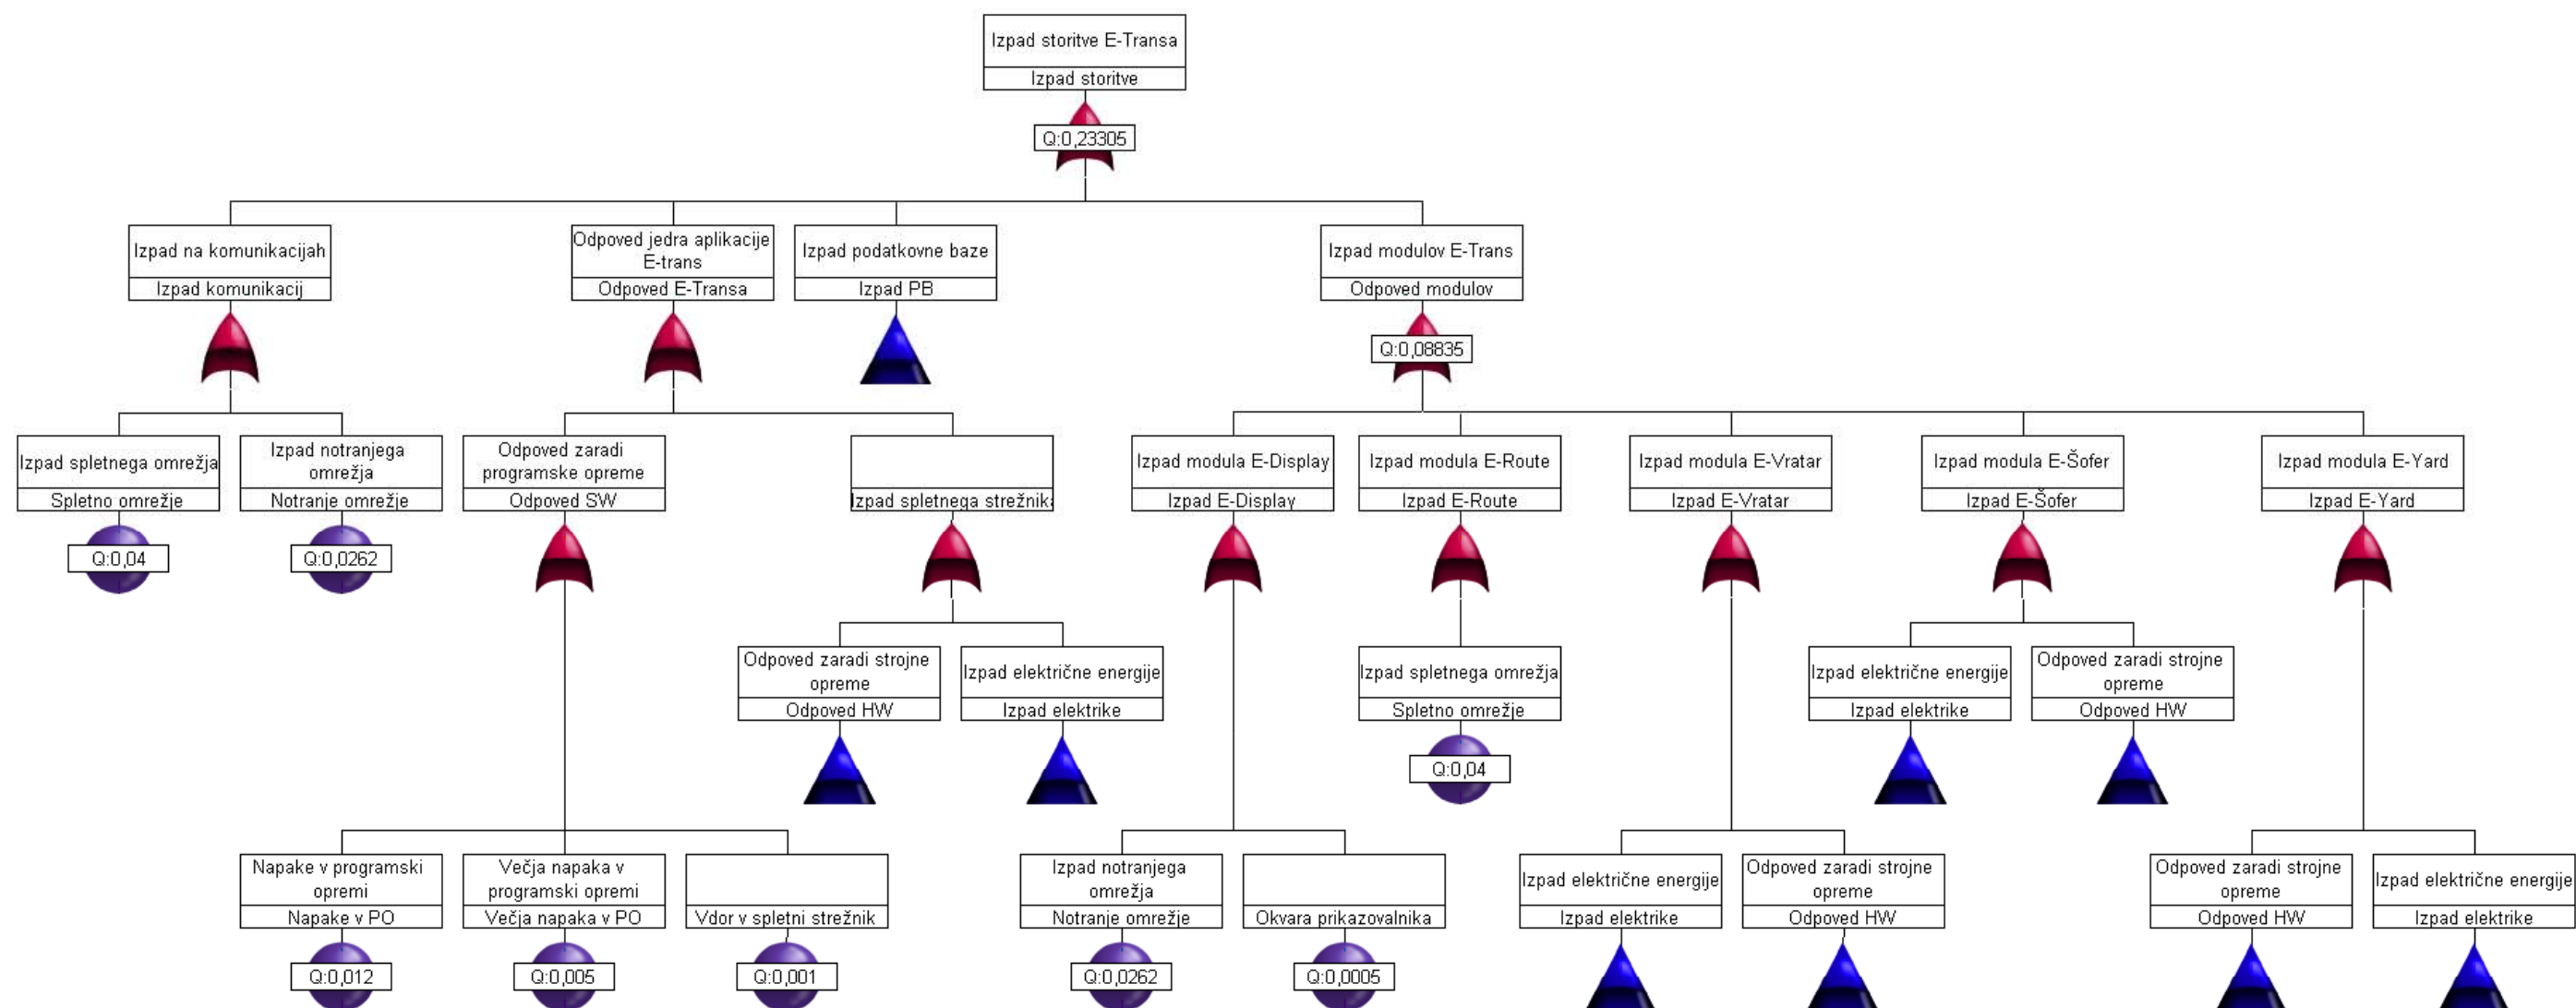 Izpad storitve E-Transa
Izpad storitve
Q:0,23305
Izpad na komunikacijah
Izpad komunikacij
Odpoved jedra aplikacije
E-trans
Odpoved E-Transa
Izpad podatkovne baze
Izpad PB
Izpad modulov E-Trans
Odpoved modulov
Q:0,08835
Izpad spletnega omrežja
Spletno omrežje
Q:0,04
Izpad notranjega
omrežja
Notranje omrežje
Q:0,0262
Odpoved zaradi
programske opreme
Odpoved SW
Izpad spletnega strežnika
Izpad modula E-Display
Izpad E-Display
Izpad modula E-Route
Izpad E-Route
Izpad modula E-Vratar
Izpad E-Vratar
Izpad modula E-Šofer
Izpad E-Šofer
Izpad modula E-Yard
Izpad E-Yard
Odpoved zaradi strojne
opreme
Odpoved HW
Izpad električne energije
Izpad elektrike
Izpad spletnega omrežja
Spletno omrežje
Q:0,04
Izpad električne energije
Izpad elektrike
Odpoved zaradi strojne
opreme
Odpoved HW
Napake v programski
opremi
Napake v PO
Q:0,012
Večja napaka v
programski opremi
Večja napaka v PO
Q:0,005
Vdor v spletni strežnik
Q:0,001
Izpad notranjega
omrežja
Notranje omrežje
Q:0,0262
Okvara prikazovalnika
Q:0,0005
Izpad električne energije
Izpad elektrike
Odpoved zaradi strojne
opreme
Odpoved HW
Odpoved zaradi strojne
opreme
Odpoved HW
Izpad električne energije
Izpad elektrike